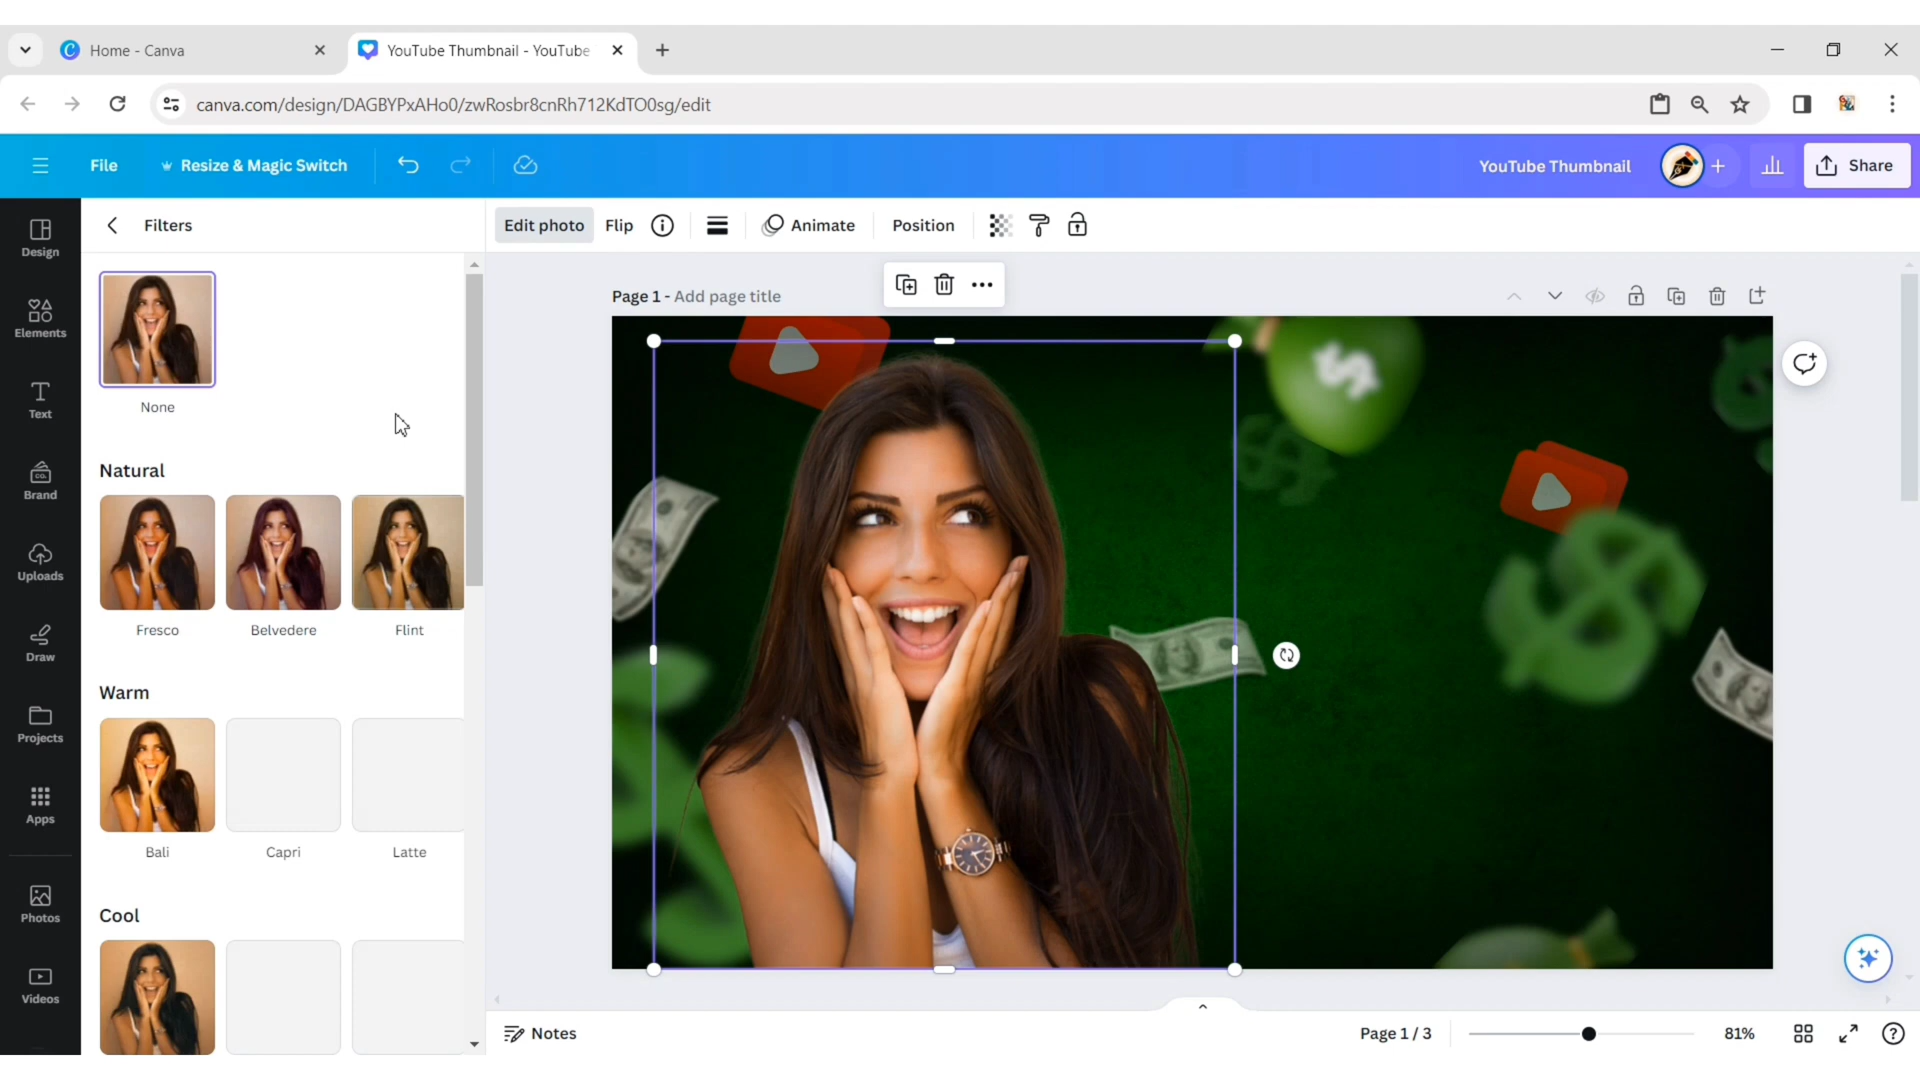 Home - Canva
YouTube Thumbnail - YouTube
canva.com/design/DAGBYPxAHo0/zwRosbr8cnRh712KdTO0sg/edit
File
Resize & Magic Switch
YouTube Thumbnail
Share
Design
Elements
Text
Brand
Uploads
Draw
Projects
Apps
Photos
Videos
Filters
None
Natural
Fresco
Belvedere
Flint
Warm
Bali
Capri
Latte
Cool
Edit photo
Flip
Animate
Position
Page 1 - Add page title
$
$
Notes
Page 1 / 3
81%